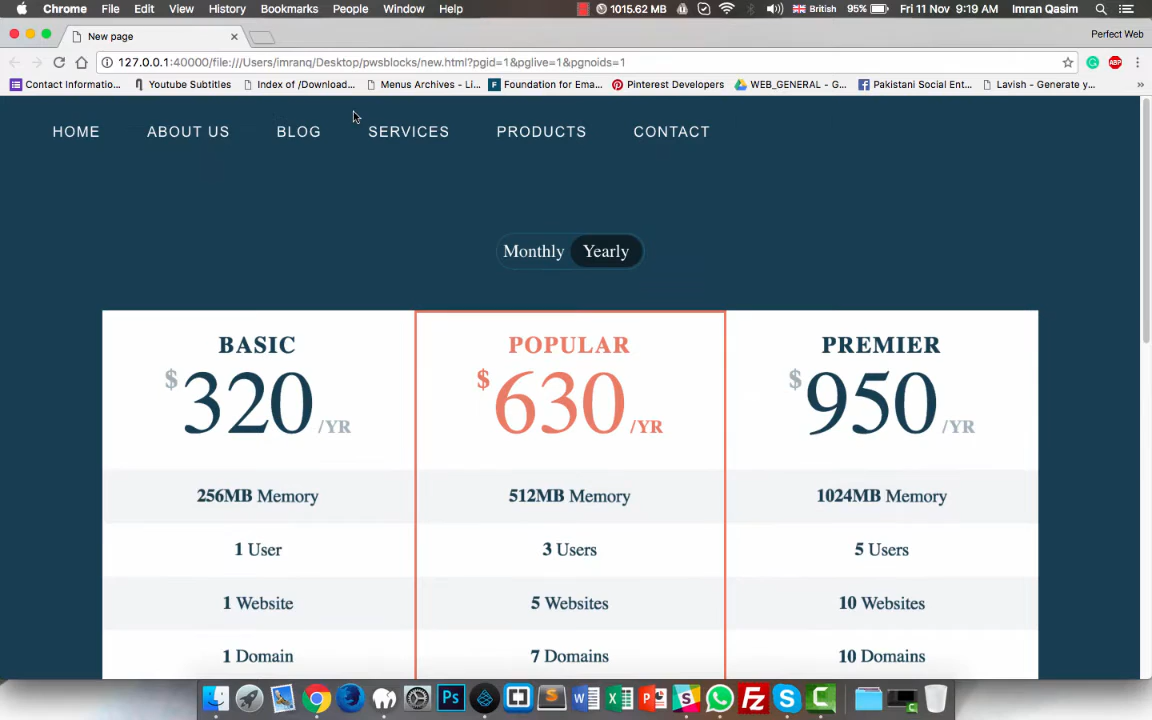 Chrome File Edit View History Bookmarks People Window Help 1015.62 MB British 95% Fri 11 Nov 9:19 AM Imran Qasim
New page Perfect Web
127.0.0.1:40000/file:///Users/imranq/Desktop/pwsblocks/new.html?pgid=1&pglive=1&pgnoids=1 ABP
Contact Informatio... Youtube Subtitles Index of /Download... Menus Archives - Li... F Foundation for Ema... Pinterest Developers WEB_GENERAL - G... Pakistani Social Ent... Lavish - Generate y... »
HOME ABOUT US BLOG SERVICES PRODUCTS CONTACT
Monthly Yearly
BASIC POPULAR PREMIER
$320/YR $630/YR $950/YR
256MB Memory 512MB Memory 1024MB Memory
1 User 3 Users 5 Users
1 Website 5 Websites 10 Websites
1 Domain 7 Domains 10 Domains
Ps W X P Fz S C